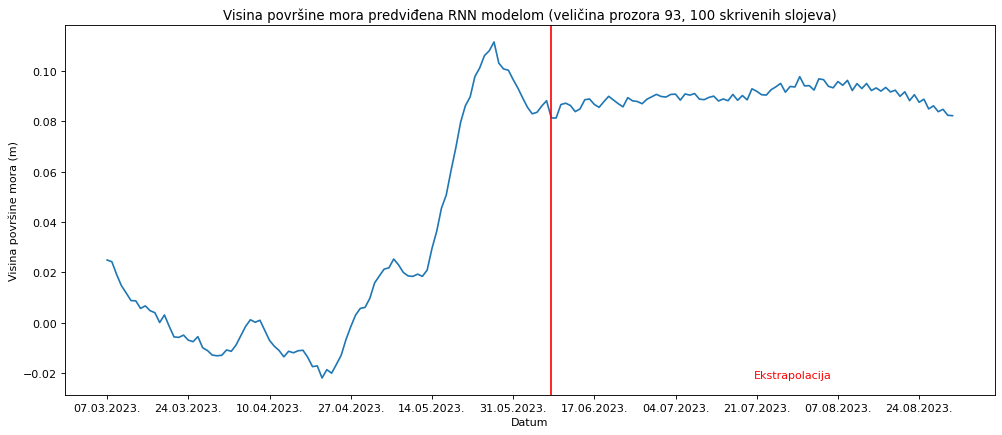 Visina površine mora predviđena RNN modelom (veličina prozora 93, 100 skrivenih slojeva)
Visina površine mora (m)
0.10
0.08
0.06
0.04
0.02
0.00
−0.02
Ekstrapolacija
07.03.2023. 24.03.2023. 10.04.2023. 27.04.2023. 14.05.2023. 31.05.2023. 17.06.2023. 04.07.2023. 21.07.2023. 07.08.2023. 24.08.2023.
Datum